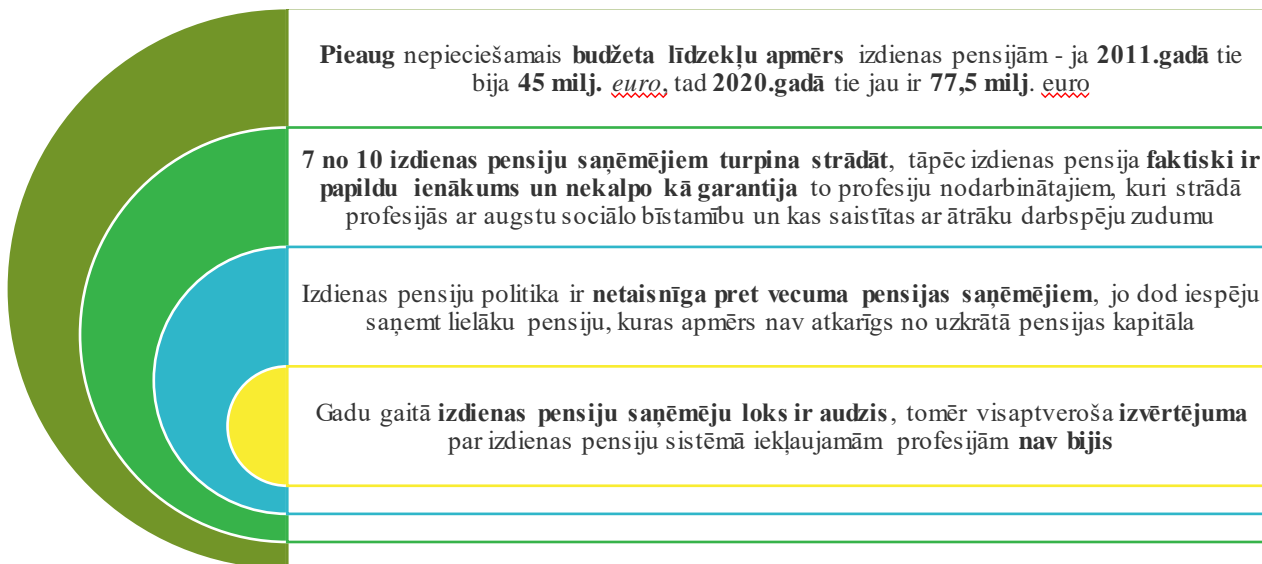 Pieaug nepieciešamais budžeta līdzekļu apmērs izdienas pensijām - ja 2011.gadā tie
bija 45 milj. euro, tad 2020.gadā tie jau ir 77,5 milj. euro
7 no 10 izdienas pensiju saņēmējiem turpina strādāt, tāpēc izdienas pensija faktiski ir
papildu ienākums un nekalpo kā garantija to profesiju nodarbinātajiem, kuri strādā
profesijās ar augstu sociālo bīstamību un kas saistītas ar ātrāku darbspēju zudumu
Izdienas pensiju politika ir netaisnīga pret vecuma pensijas saņēmējiem, jo dod iespēju
saņemt lielāku pensiju, kuras apmērs nav atkarīgs no uzkrātā pensijas kapitāla
Gadu gaitā izdienas pensiju saņēmēju loks ir audzis, tomēr visaptveroša izvērtējuma
par izdienas pensiju sistēmā iekļaujamām profesijām nav bijis